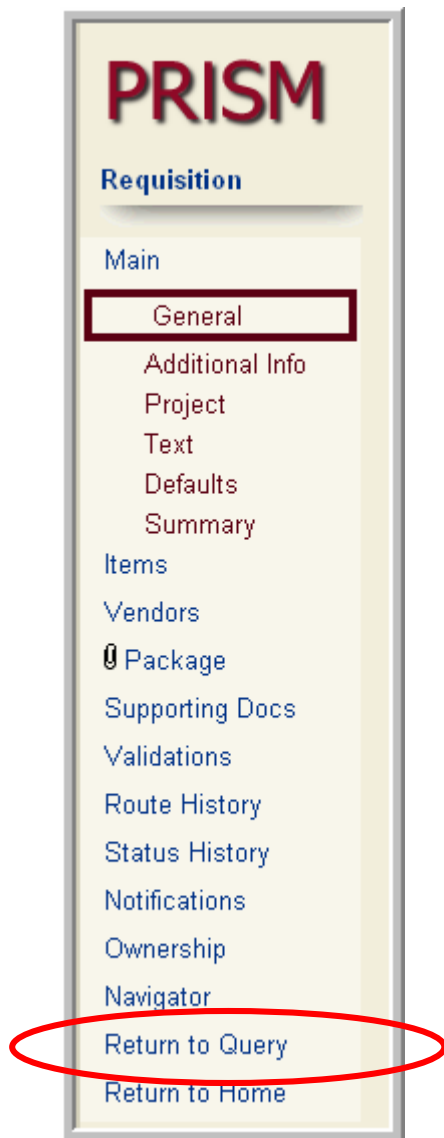 PRISM
Requisition
Main
General
Additional Info
Project
Text
Defaults
Summary
Items
Vendors
Package
Supporting Docs
Validations
Route History
Status History
Notifications
Ownership
Navigator
Return to Query
Return to Home